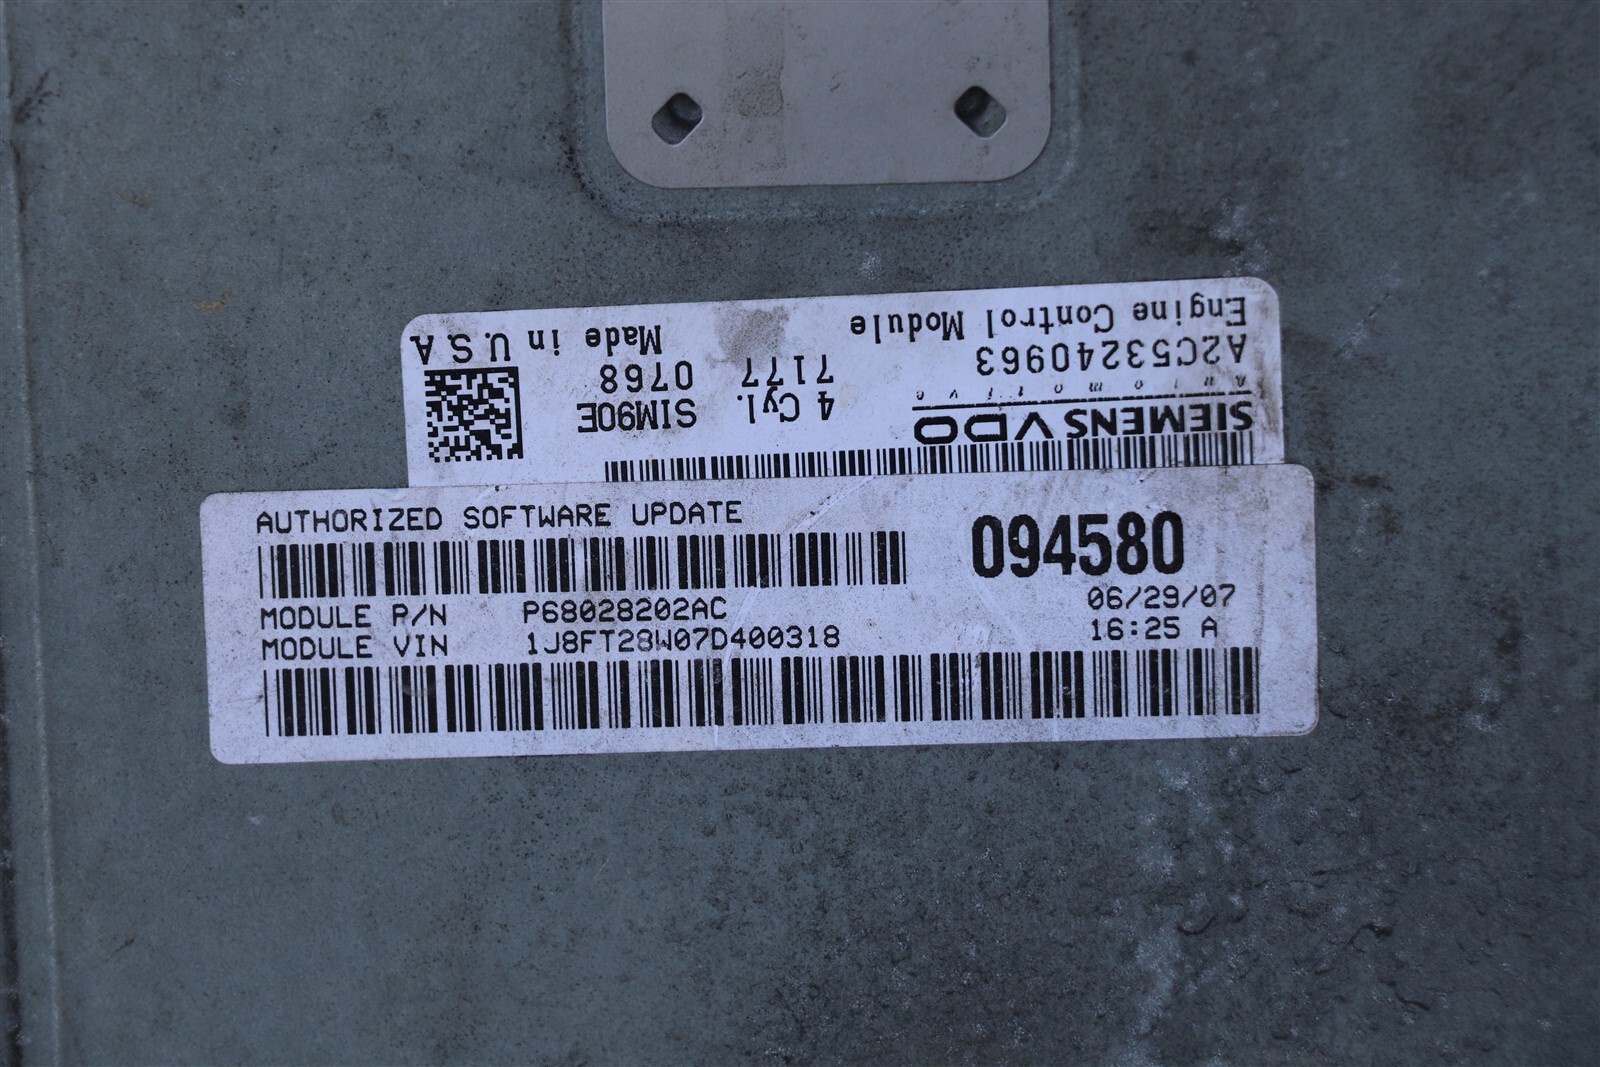 SIEMENS VDO
Automotive
A2C53240963
Engine Control Module
4 Cyl.
7177
SIM90E
0768
Made in U.S.A
AUTHORIZED SOFTWARE UPDATE
094580
MODULE P/N P68028202AC
06/29/07
MODULE VIN 1J8FT28W07D400318
16:25 A